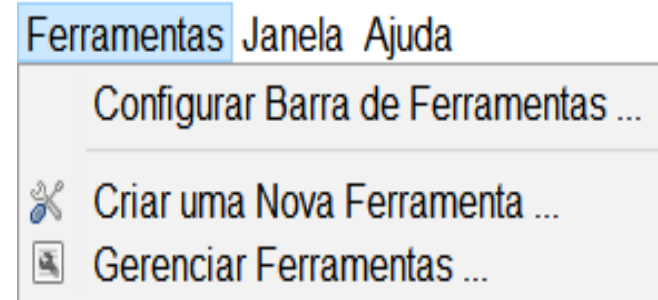 Ferramentas Janela Ajuda
Configurar Barra de Ferramentas ...
Criar uma Nova Ferramenta ...
Gerenciar Ferramentas ...